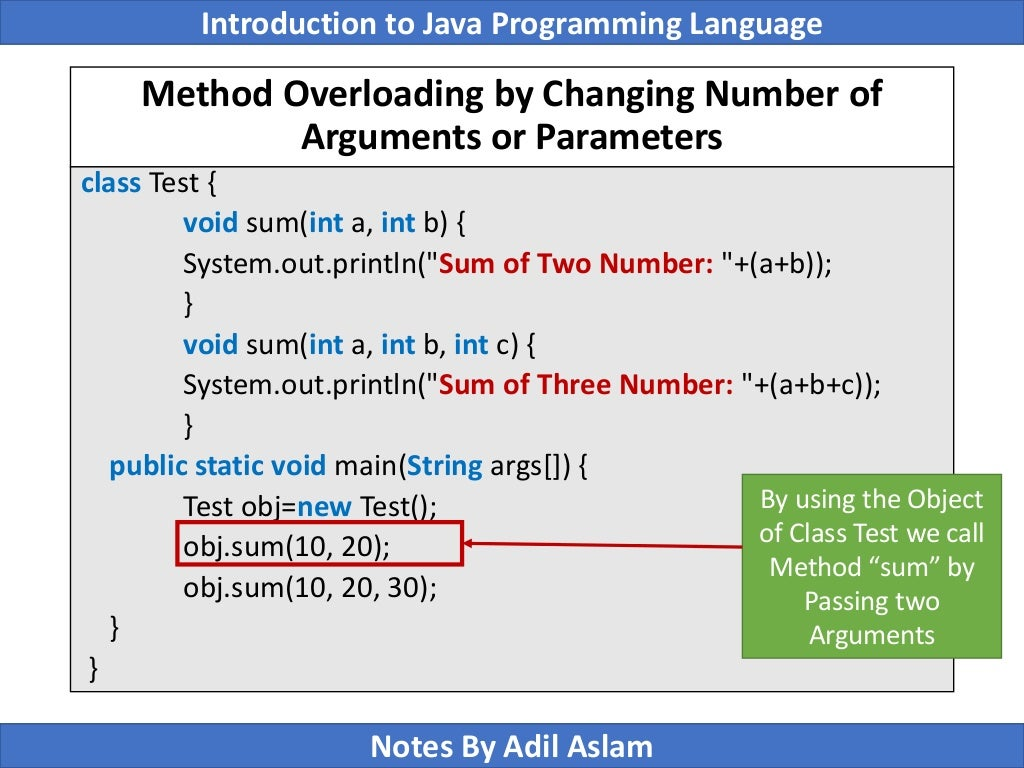 Introduction to Java Programming Language
Method Overloading by Changing Number of
Arguments or Parameters
class Test {
void sum(int a, int b) {
System.out.println("Sum of Two Number: "+(a+b));
}
void sum(int a, int b, int c) {
System.out.println("Sum of Three Number: "+(a+b+c));
}
public static void main(String args[]) {
Test obj=new Test();
obj.sum(10, 20);
obj.sum(10, 20, 30);
}
}
By using the Object
of Class Test we call
Method “sum” by
Passing two
Arguments
Notes By Adil Aslam